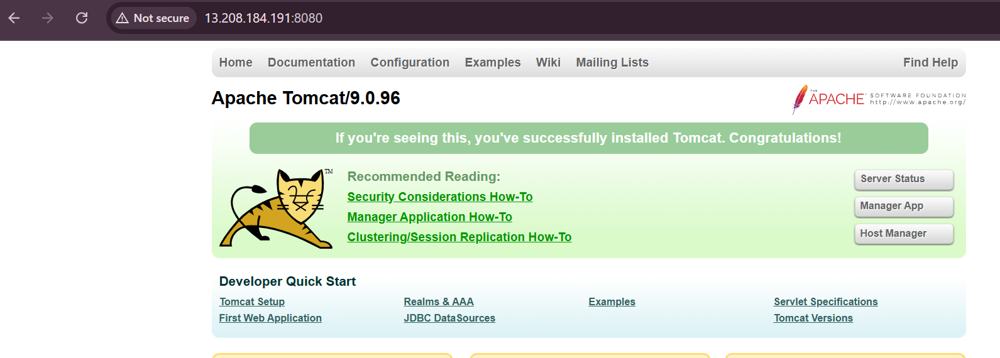 Not secure 13.208.184.191:8080
Home Documentation Configuration Examples Wiki Mailing Lists Find Help
Apache Tomcat/9.0.96
THE APACHE SOFTWARE FOUNDATION
http://www.apache.org/
If you're seeing this, you've successfully installed Tomcat. Congratulations!
TM
Recommended Reading:
Security Considerations How-To
Manager Application How-To
Clustering/Session Replication How-To
Server Status
Manager App
Host Manager
Developer Quick Start
Tomcat Setup Realms & AAA Examples Servlet Specifications
First Web Application JDBC DataSources Tomcat Versions